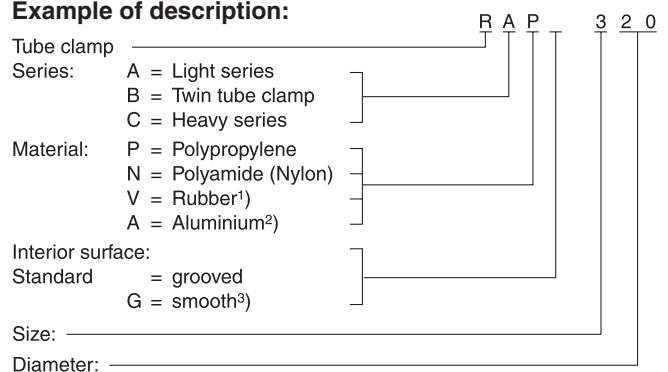 Example of description:
R A P 3 2 0
Tube clamp
Series: A = Light series
B = Twin tube clamp
C = Heavy series
Material: P = Polypropylene
N = Polyamide (Nylon)
V = Rubber¹)
A = Aluminium²)
Interior surface:
Standard = grooved
G = smooth³)
Size:
Diameter: